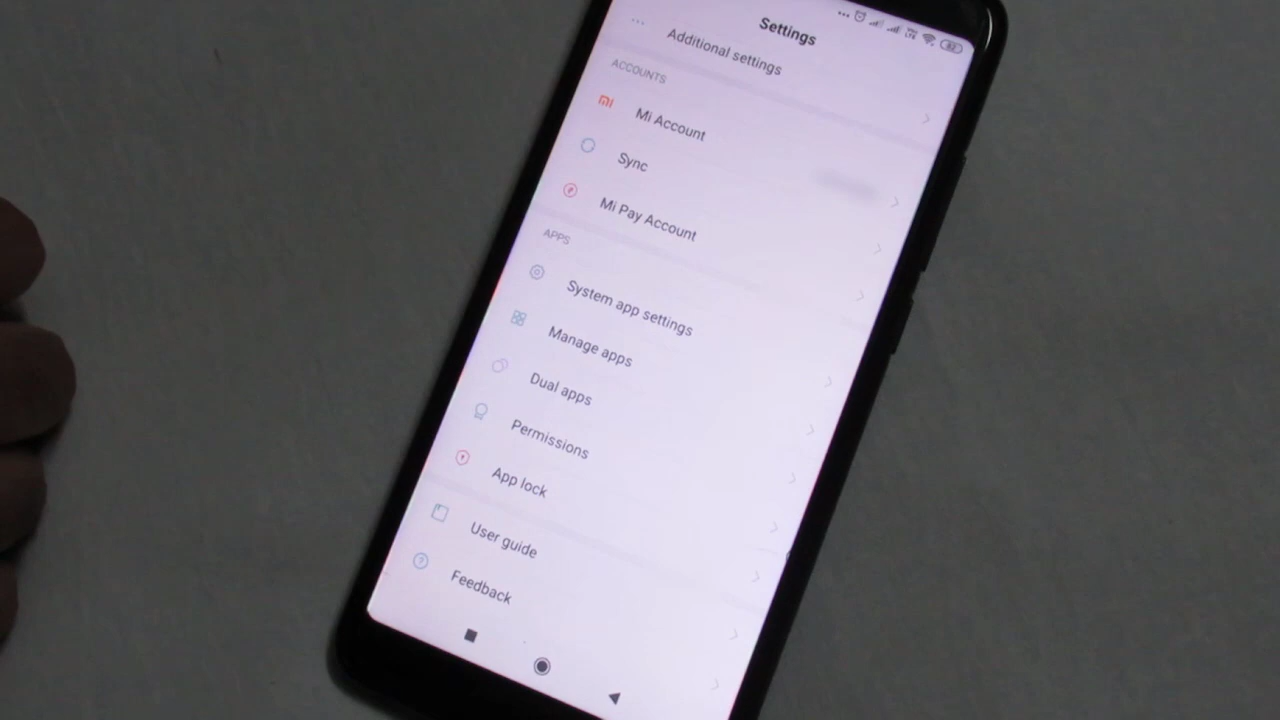 Settings
Additional settings
ACCOUNTS
Mi Account
Sync
Mi Pay Account
APPS
System app settings
Manage apps
Dual apps
Permissions
App lock
User guide
Feedback